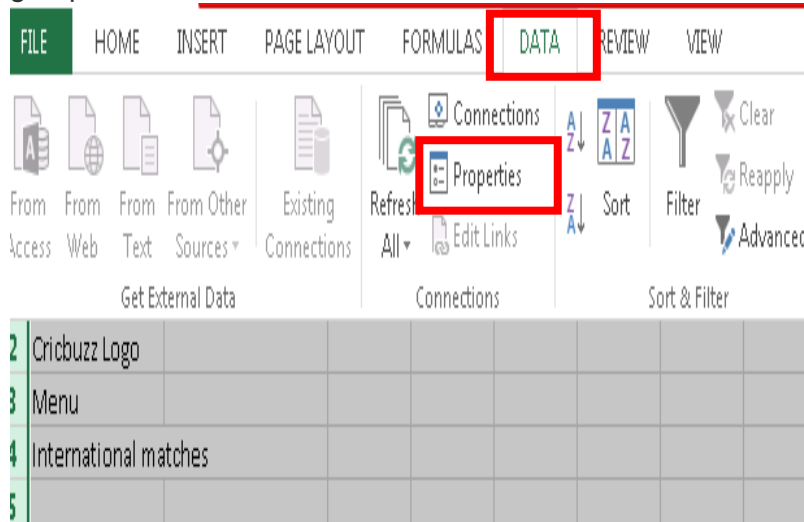 FILE HOME INSERT PAGE LAYOUT FORMULAS DATA REVIEW VIEW
From Access
From Web
From Text
From Other Sources
Existing Connections
Get External Data
Refresh All
Connections
Properties
Edit Links
Connections
A Z
Z A
Z A
A Z
Sort
Filter
Clear
Reapply
Advanced
Sort & Filter
2 Cricbuzz Logo
3 Menu
4 International matches
5